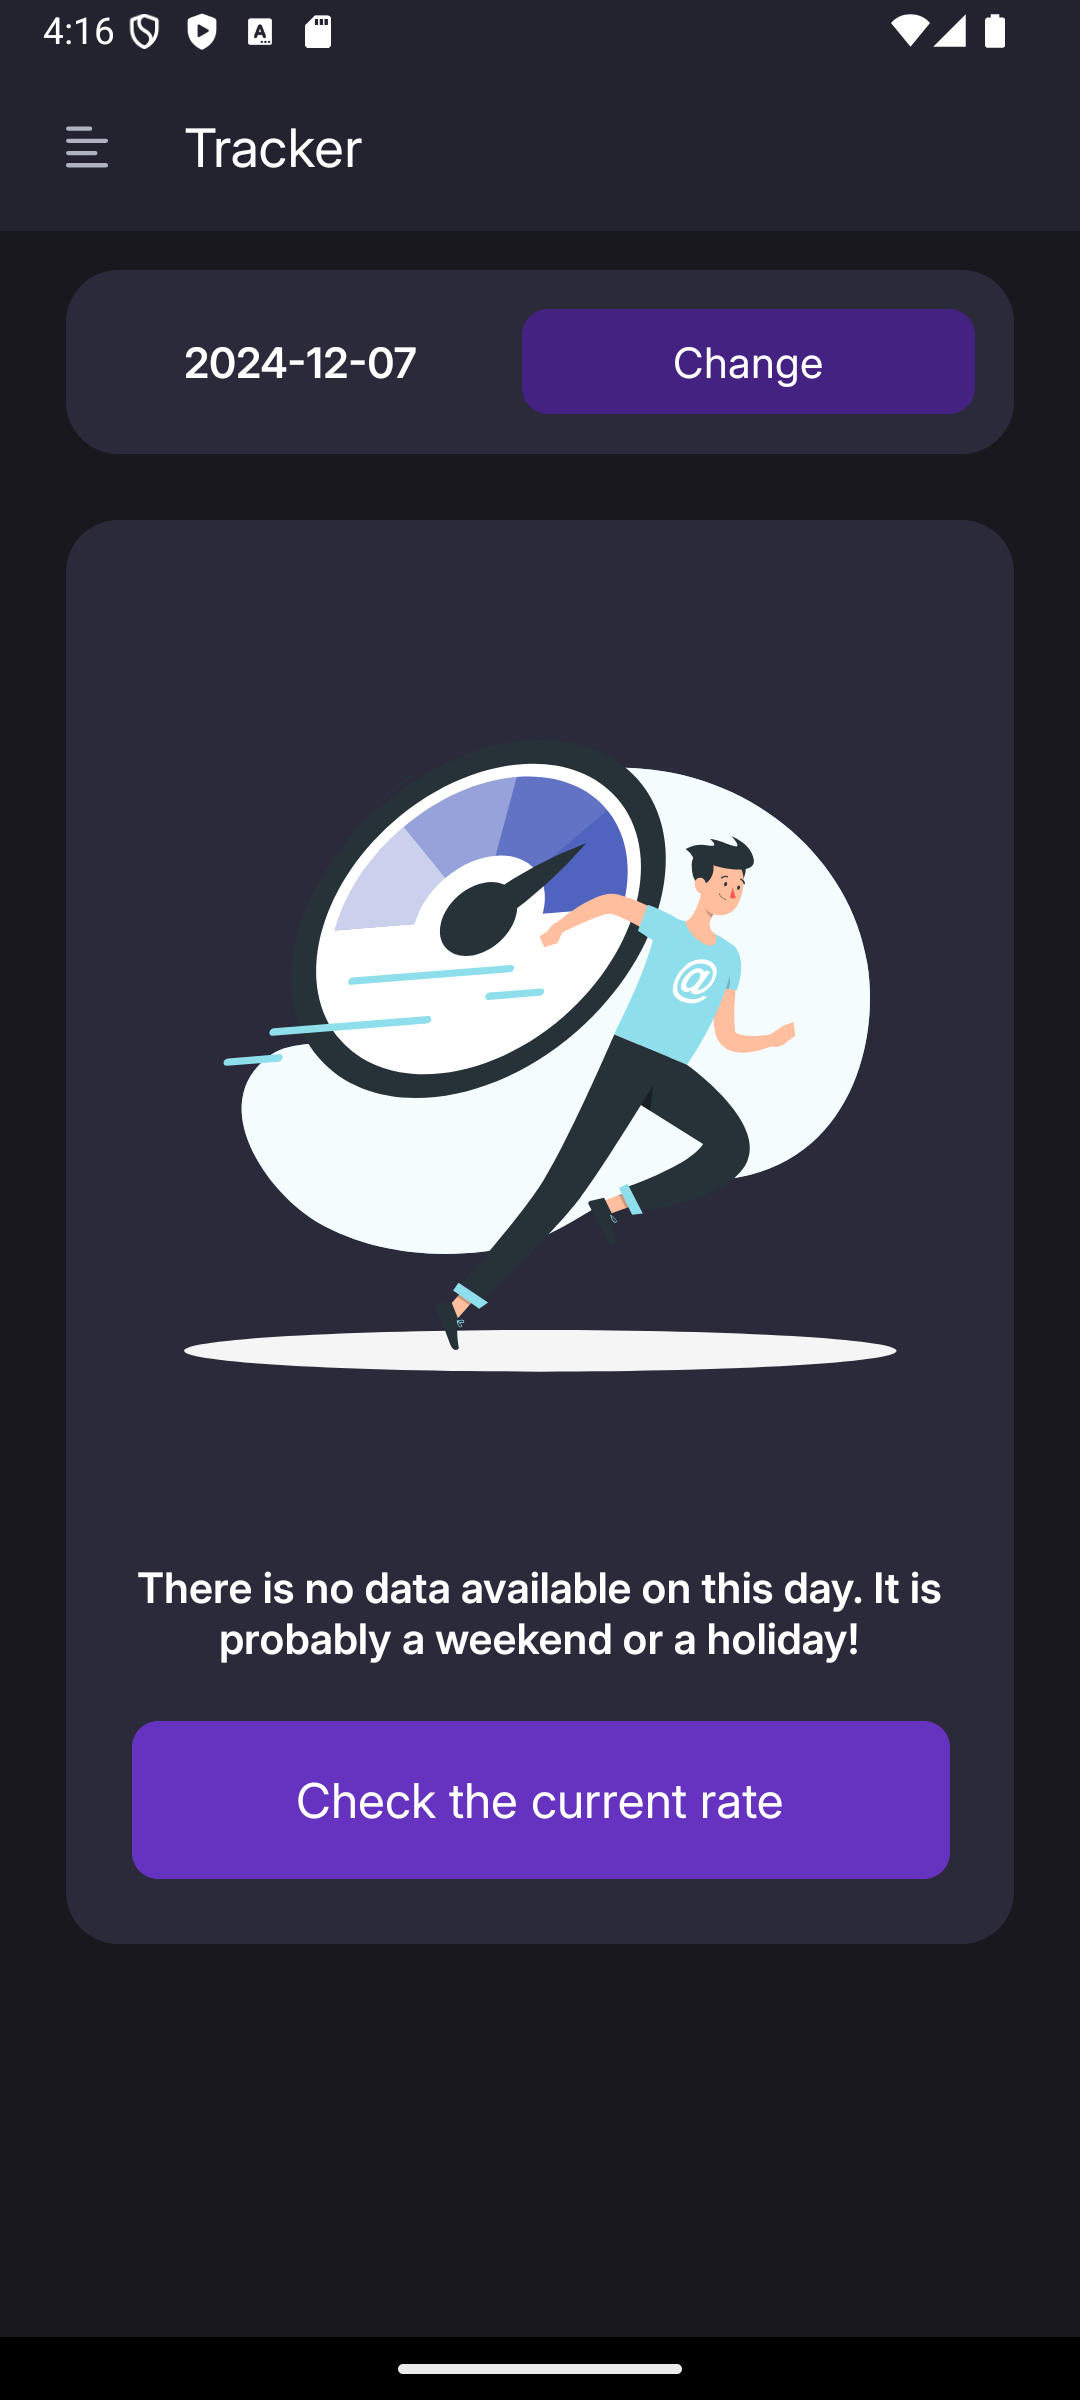 4:16
Tracker
2024-12-07
Change
@
There is no data available on this day. It is
probably a weekend or a holiday!
Check the current rate